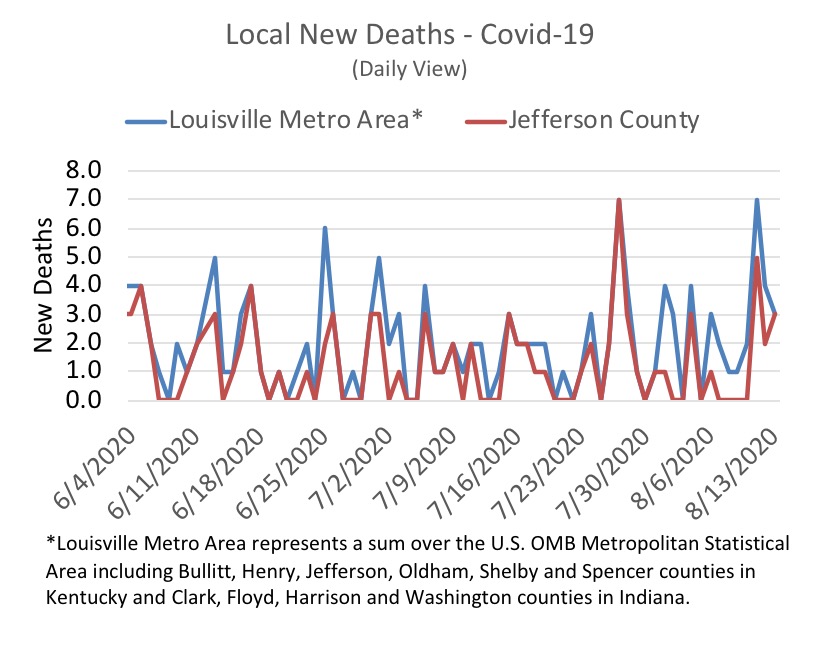 Local New Deaths - Covid-19
(Daily View)
Louisville Metro Area*
Jefferson County
New Deaths
8.0
7.0
6.0
5.0
4.0
3.0
2.0
1.0
0.0
6/4/2020
6/11/2020
6/18/2020
6/25/2020
7/2/2020
7/9/2020
7/16/2020
7/23/2020
7/30/2020
8/6/2020
8/13/2020
*Louisville Metro Area represents a sum over the U.S. OMB Metropolitan Statistical
Area including Bullitt, Henry, Jefferson, Oldham, Shelby and Spencer counties in
Kentucky and Clark, Floyd, Harrison and Washington counties in Indiana.